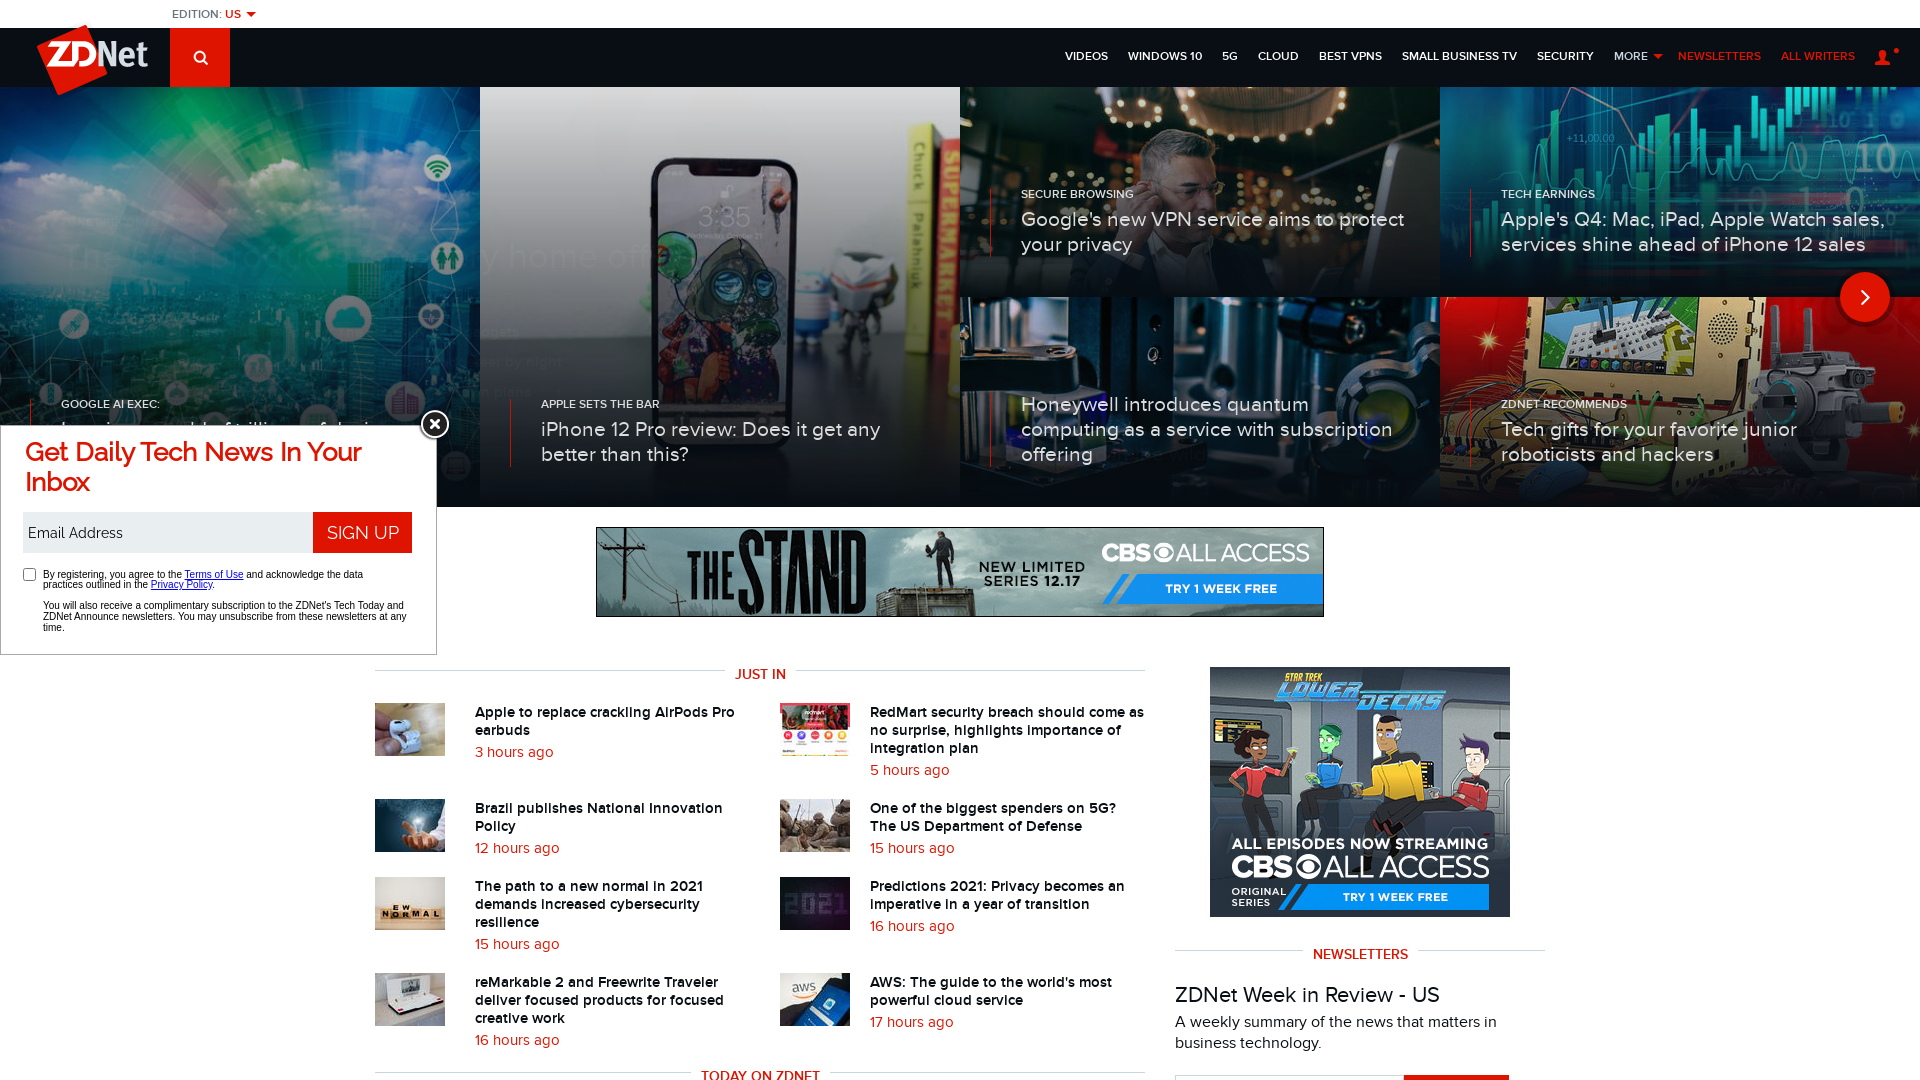 EDITION: US
ZDNet
VIDEOS
WINDOWS 10
5G
CLOUD
BEST VPNS
SMALL BUSINESS TV
SECURITY
MORE
NEWSLETTERS
ALL WRITERS
GOOGLE AI EXEC:
APPLE SETS THE BAR
iPhone 12 Pro review: Does it get any
better than this?
3:35
Chuck Palahniuk
SUPERMARKET
SECURE BROWSING
Google's new VPN service aims to protect
your privacy
TECH EARNINGS
Apple's Q4: Mac, iPad, Apple Watch sales,
services shine ahead of iPhone 12 sales
+11,00.00
Honeywell introduces quantum
computing as a service with subscription
offering
ZDNET RECOMMENDS
Tech gifts for your favorite junior
roboticists and hackers
Get Daily Tech News In Your
Inbox
Email Address
SIGN UP
By registering, you agree to the Terms of Use and acknowledge the data
practices outlined in the Privacy Policy.
You will also receive a complimentary subscription to the ZDNet's Tech Today and
ZDNet Announce newsletters. You may unsubscribe from these newsletters at any
time.
THE STAND
NEW LIMITED
SERIES 12.17
CBS ALL ACCESS
TRY 1 WEEK FREE
JUST IN
Apple to replace crackling AirPods Pro
earbuds
3 hours ago
RedMart security breach should come as
no surprise, highlights importance of
integration plan
5 hours ago
Brazil publishes National Innovation
Policy
12 hours ago
One of the biggest spenders on 5G?
The US Department of Defense
15 hours ago
EW
NORMAL
The path to a new normal in 2021
demands increased cybersecurity
resilience
15 hours ago
2021
Predictions 2021: Privacy becomes an
imperative in a year of transition
16 hours ago
reMarkable 2 and Freewrite Traveler
deliver focused products for focused
creative work
16 hours ago
aws
AWS: The guide to the world's most
powerful cloud service
17 hours ago
TODAY ON ZDNET
STAR TREK
LOWER DECKS
ALL EPISODES NOW STREAMING
CBS ALL ACCESS
ORIGINAL
SERIES
TRY 1 WEEK FREE
NEWSLETTERS
ZDNet Week in Review - US
A weekly summary of the news that matters in
business technology.